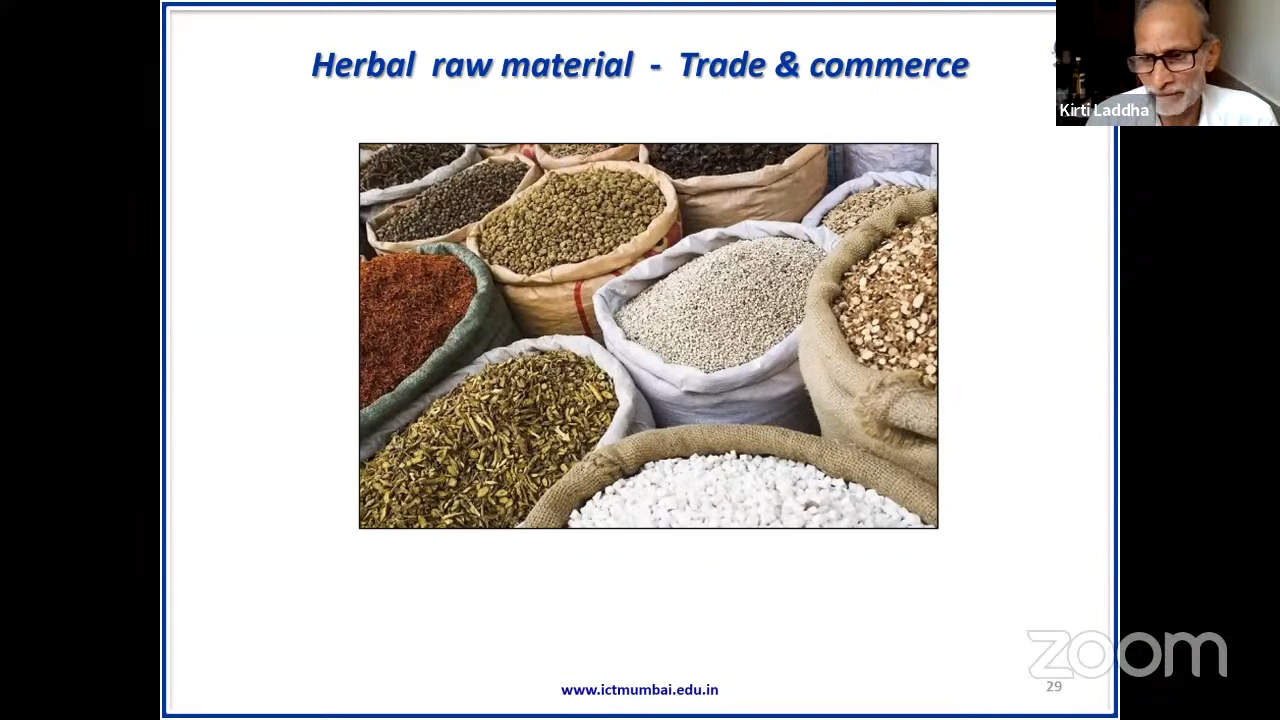 Herbal raw material - Trade & commerce
Kirti Laddha
zoom
www.ictmumbai.edu.in
29